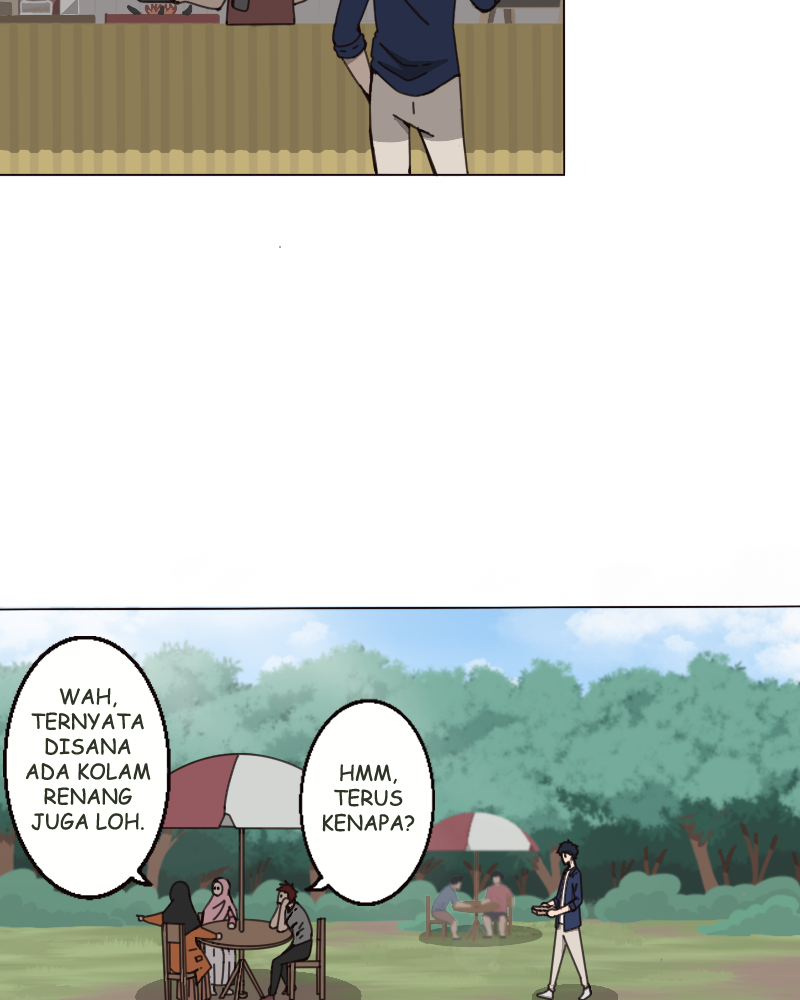 WAH,
TERNYATA
DISANA
ADA KOLAM
RENANG
JUGA LOH.
HMM,
TERUS
KENAPA?